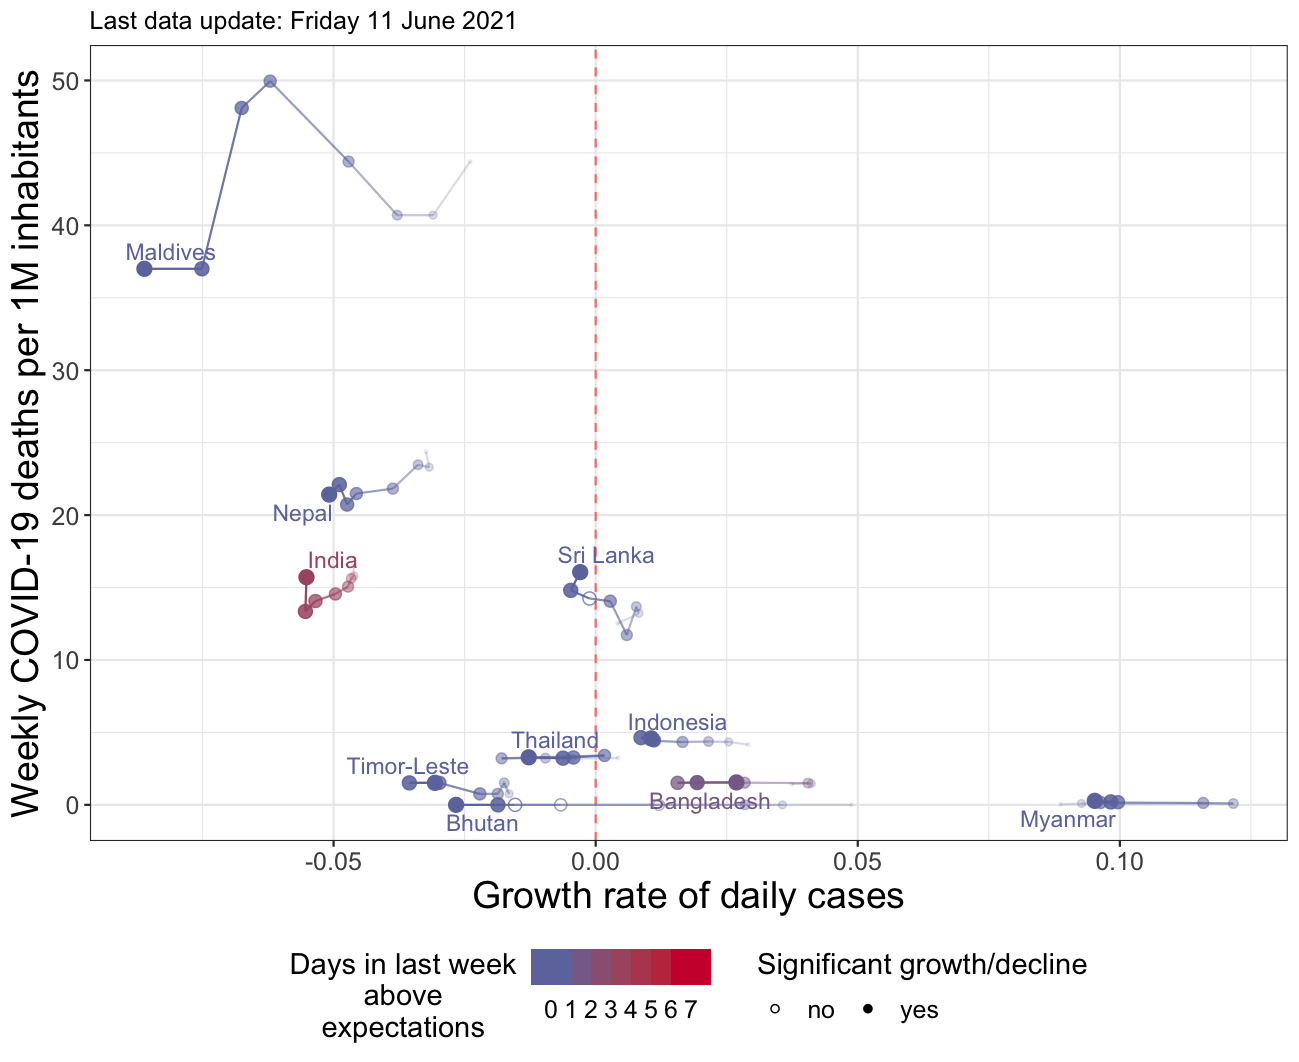 Last data update: Friday 11 June 2021
Weekly COVID-19 deaths per 1M inhabitants
50
40
30
20
10
0
Maldives
Nepal
India
Sri Lanka
Indonesia
Thailand
Timor-Leste
Bangladesh
Bhutan
Myanmar
-0.05
0.00
0.05
0.10
Growth rate of daily cases
Days in last week
above
expectations
0 1 2 3 4 5 6 7
Significant growth/decline
no
yes